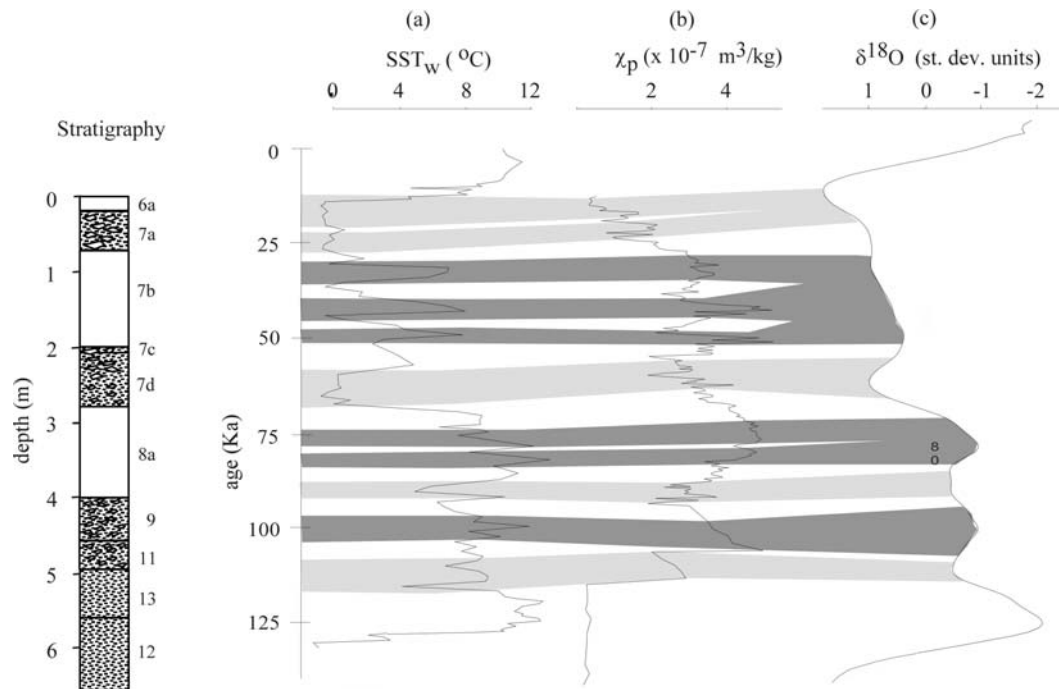 (a) (b) (c)
SST_w ( °C) χ_p (x 10^-7 m³/kg) δ¹⁸O (st. dev. units)
0 4 8 12 2 4 1 0 -1 -2
Stratigraphy
depth (m)
0
1
2
3
4
5
6
6a
7a
7b
7c
7d
8a
9
11
13
12
age (Ka)
0
25
50
75
100
125
8
0